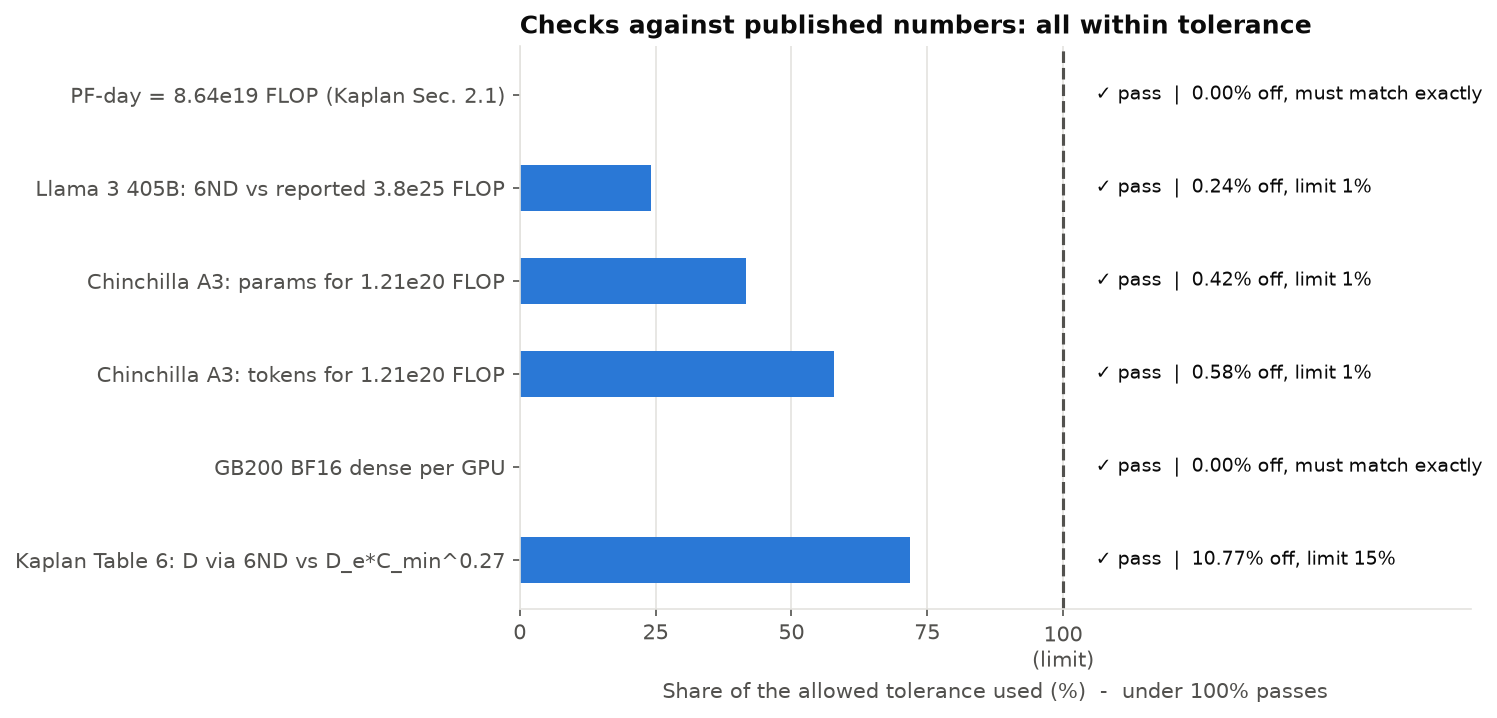 Checks against published numbers: all within tolerance
PF-day = 8.64e19 FLOP (Kaplan Sec. 2.1)
✓ pass | 0.00% off, must match exactly
Llama 3 405B: 6ND vs reported 3.8e25 FLOP
✓ pass | 0.24% off, limit 1%
Chinchilla A3: params for 1.21e20 FLOP
✓ pass | 0.42% off, limit 1%
Chinchilla A3: tokens for 1.21e20 FLOP
✓ pass | 0.58% off, limit 1%
GB200 BF16 dense per GPU
✓ pass | 0.00% off, must match exactly
Kaplan Table 6: D via 6ND vs D_e*C_min^0.27
✓ pass | 10.77% off, limit 15%
0 25 50 75 100
(limit)
Share of the allowed tolerance used (%) - under 100% passes